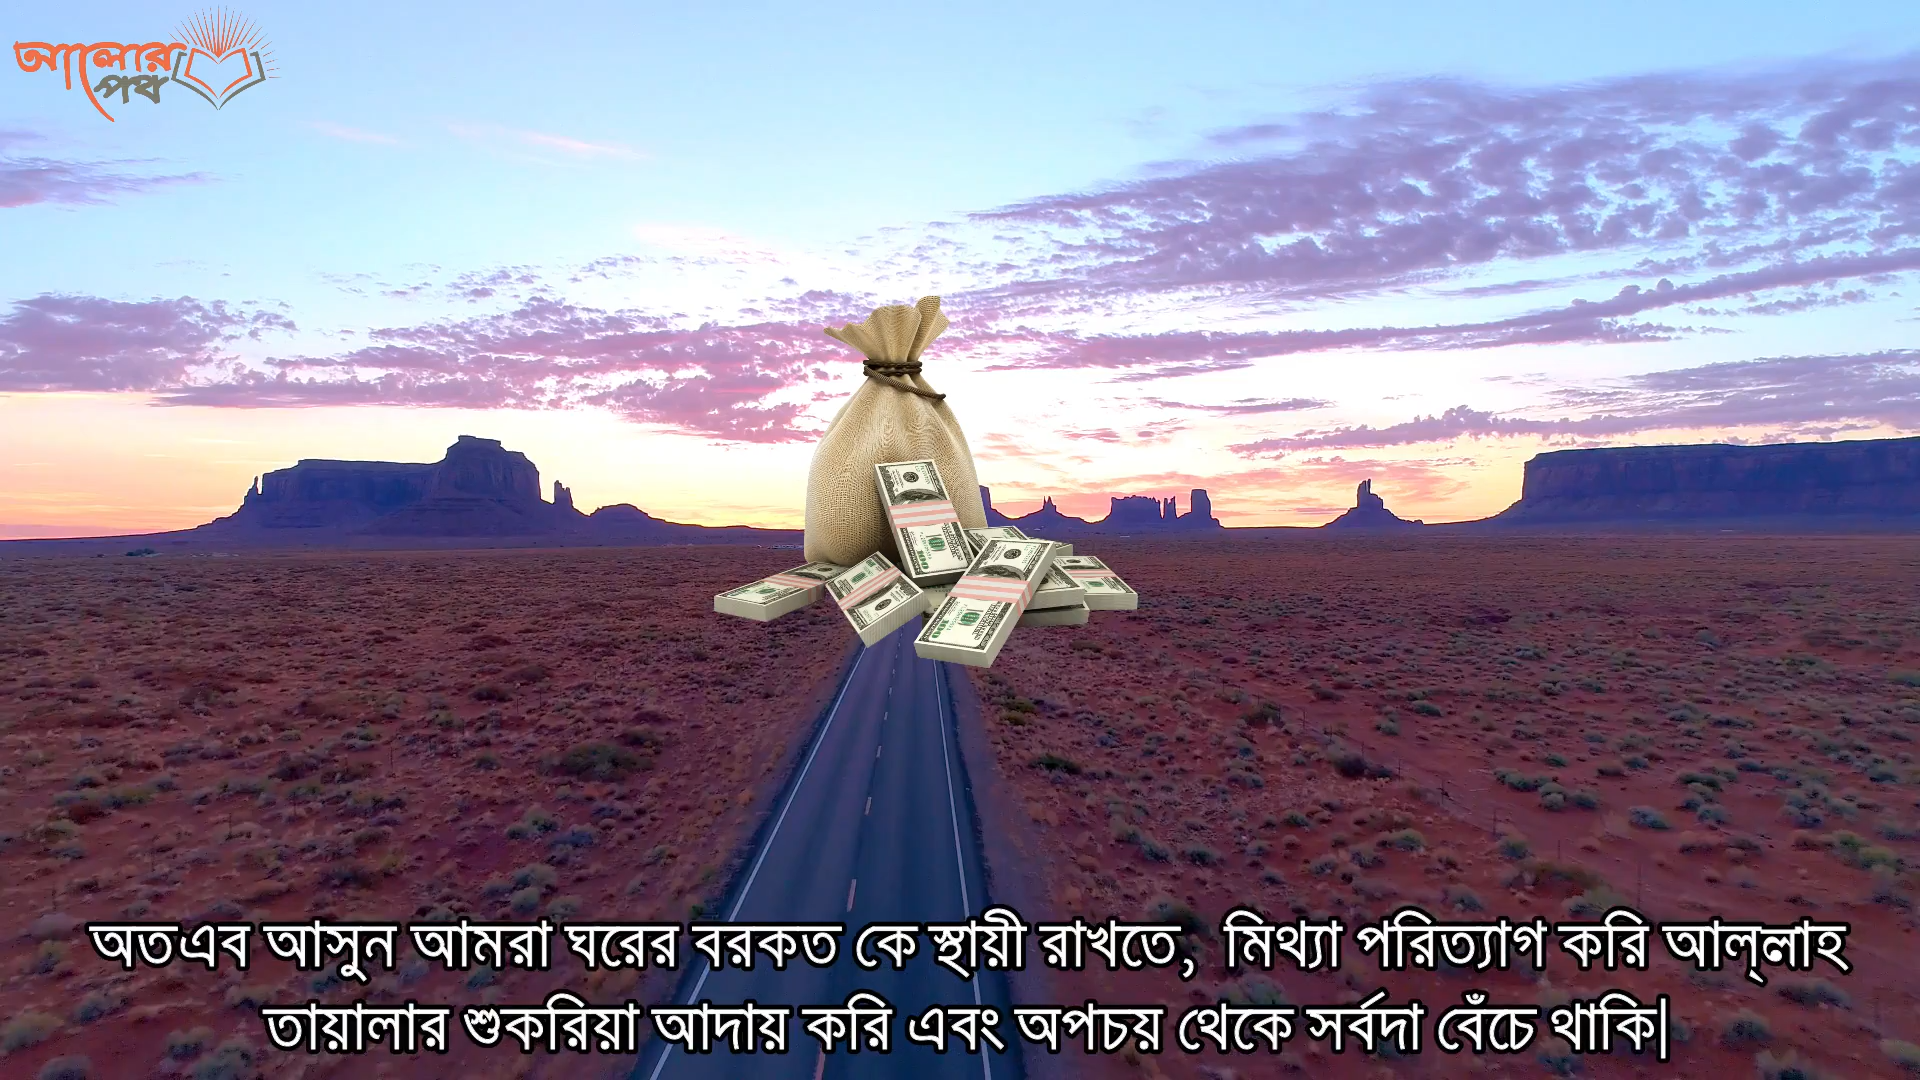 আলোর
পথ
অতএব আসুন আমরা ঘরের বরকত কে স্থায়ী রাখতে, মিথ্যা পরিত্যাগ করি আল্‌লাহ
তায়ালার শুকরিয়া আদায় করি এবং অপচয় থেকে সর্বদা বেঁচে থাকি|